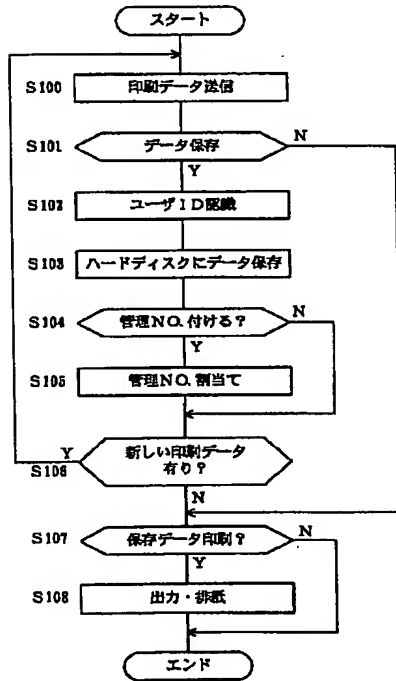 スタート
S100
印刷データ送信
S101
データ保存
N
Y
S102
ユーザID認識
S103
ハードディスクにデータ保存
S104
管理NO.付ける?
N
Y
S105
管理NO.割当て
Y
S106
新しい印刷データ
有り?
N
S107
保存データ印刷?
N
Y
S108
出力・排紙
エンド